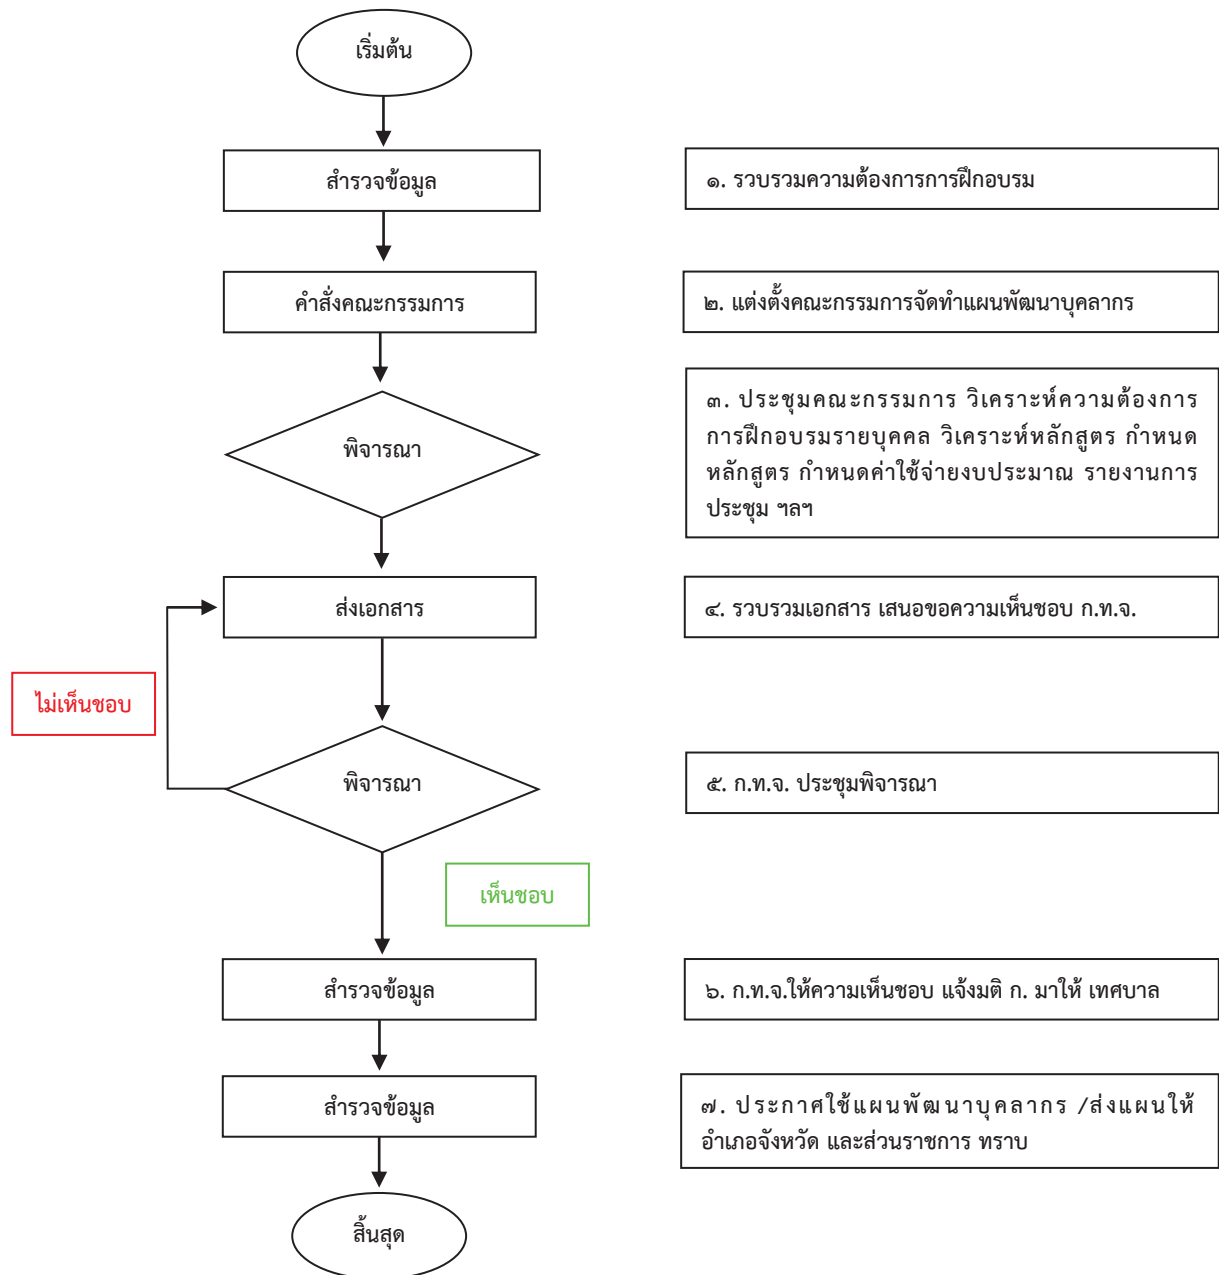 เริ่มต้น
สำรวจข้อมูล
๑. รวบรวมความต้องการการฝึกอบรม
คำสั่งคณะกรรมการ
๒. แต่งตั้งคณะกรรมการจัดทำแผนพัฒนาบุคลากร
พิจารณา
๓. ประชุมคณะกรรมการ วิเคราะห์ความต้องการ
การฝึกอบรมรายบุคคล วิเคราะห์หลักสูตร กำหนด
หลักสูตร กำหนดค่าใช้จ่ายงบประมาณ รายงานการ
ประชุม ฯลฯ
ส่งเอกสาร
๔. รวบรวมเอกสาร เสนอขอความเห็นชอบ ก.ท.จ.
ไม่เห็นชอบ
พิจารณา
๕. ก.ท.จ. ประชุมพิจารณา
เห็นชอบ
สำรวจข้อมูล
๖. ก.ท.จ.ให้ความเห็นชอบ แจ้งมติ ก. มาให้ เทศบาล
สำรวจข้อมูล
๗. ประกาศใช้แผนพัฒนาบุคลากร /ส่งแผนให้
อำเภอจังหวัด และส่วนราชการ ทราบ
สิ้นสุด